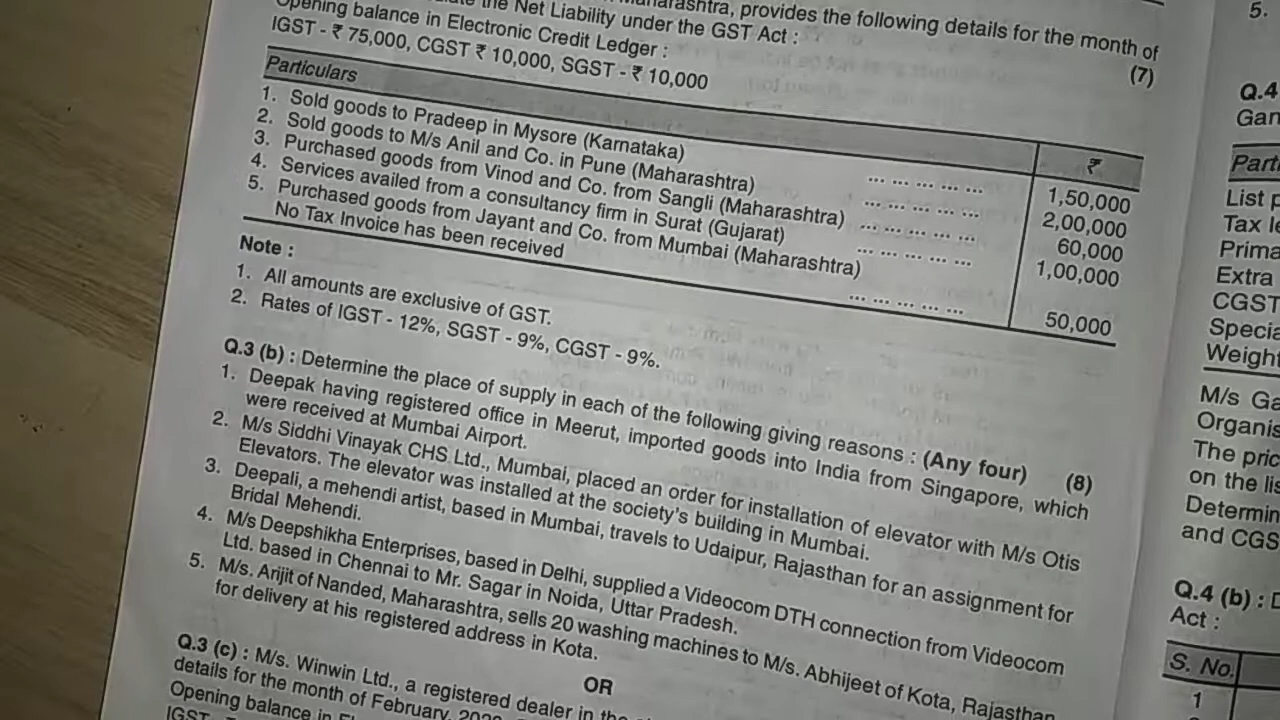 the Net Liability under the GST Act :
provides the following details for the month of
(7)
Opening balance in Electronic Credit Ledger :
IGST - ₹ 75,000, CGST ₹ 10,000, SGST - ₹ 10,000
Particulars ₹
1. Sold goods to Pradeep in Mysore (Karnataka) ... ... ... ... ... 1,50,000
2. Sold goods to M/s Anil and Co. in Pune (Maharashtra) ... ... ... ... ... 2,00,000
3. Purchased goods from Vinod and Co. from Sangli (Maharashtra) ... ... ... ... ... 60,000
4. Services availed from a consultancy firm in Surat (Gujarat) ... ... ... ... ... 1,00,000
5. Purchased goods from Jayant and Co. from Mumbai (Maharashtra)
No Tax Invoice has been received ... ... ... ... ... 50,000
Note :
1. All amounts are exclusive of GST.
2. Rates of IGST - 12%, SGST - 9%, CGST - 9%.
Q.3 (b) : Determine the place of supply in each of the following giving reasons : (Any four) (8)
1. Deepak having registered office in Meerut, imported goods into India from Singapore, which
were received at Mumbai Airport.
2. M/s Siddhi Vinayak CHS Ltd., Mumbai, placed an order for installation of elevator with M/s Otis
Elevators. The elevator was installed at the society's building in Mumbai.
3. Deepali, a mehendi artist, based in Mumbai, travels to Udaipur, Rajasthan for an assignment for
Bridal Mehendi.
4. M/s Deepshikha Enterprises, based in Delhi, supplied a Videocom DTH connection from Videocom
Ltd. based in Chennai to Mr. Sagar in Noida, Uttar Pradesh.
5. M/s. Arijit of Nanded, Maharashtra, sells 20 washing machines to M/s. Abhijeet of Kota, Rajasthan
for delivery at his registered address in Kota.
OR
Q.3 (c) : M/s. Winwin Ltd., a registered dealer in the
details for the month of February,
Opening balance in
IGST
5.
Q.4
Gan
Parti
List p
Tax le
Prima
Extra
CGST
Specia
Weight
M/s Ga
Organis
The pric
on the lis
Determin
and CGS
Q.4 (b) : D
Act :
S. No.
1